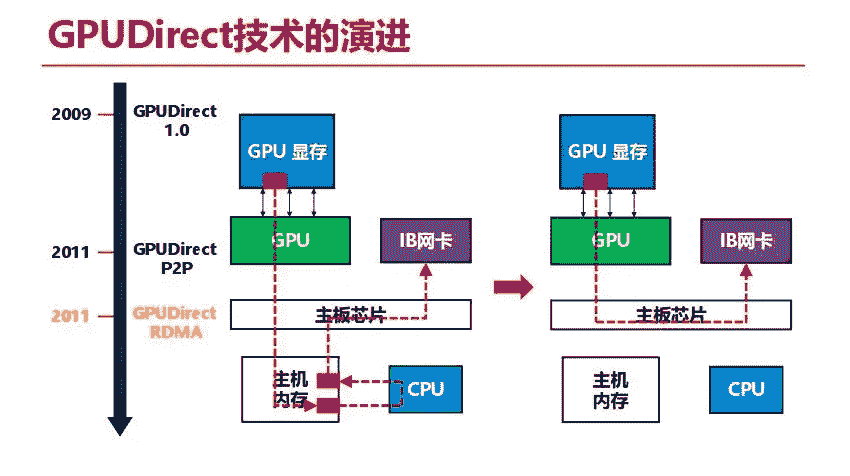 GPUDirect技术的演进
2009
GPUDirect
1.0
2011
GPUDirect
P2P
2011
GPUDirect
RDMA
GPU 显存
GPU
IB网卡
主板芯片
主机
内存
CPU
GPU 显存
GPU
IB网卡
主板芯片
主机
内存
CPU